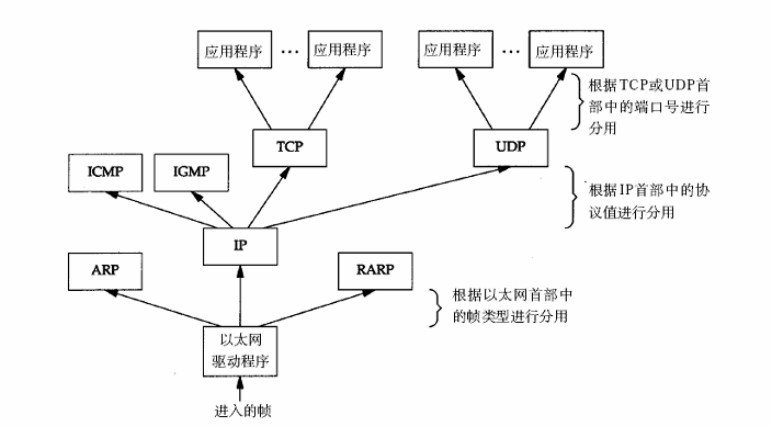 应用程序 … 应用程序 应用程序 … 应用程序
根据TCP或UDP首
部中的端口号进行
分用
TCP UDP
ICMP IGMP
根据IP首部中的协
议值进行分用
IP
ARP RARP
根据以太网首部中
的帧类型进行分用
以太网
驱动程序
进入的帧